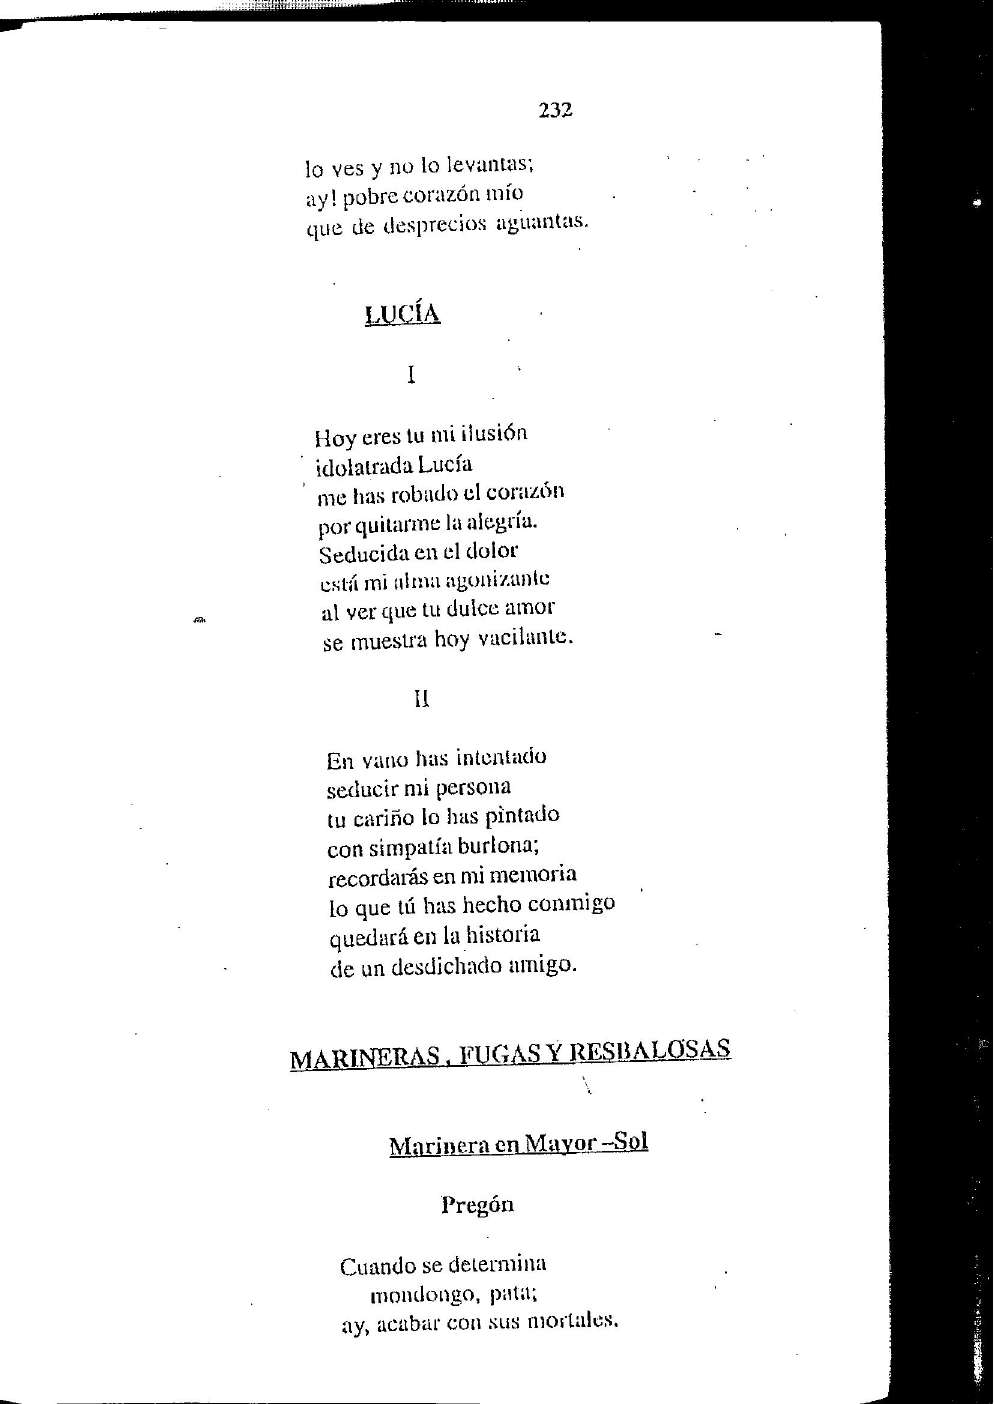 232
lo ves y no lo levantas;
ay! pobre corazón mío
que de desprecios aguantas.
LUCÍA
I
Hoy eres tu mi ilusión
idolatrada Lucía
me has robado el corazón
por quitarme la alegría.
Seducida en el dolor
está mi alma agonizante
al ver que tu dulce amor
se muestra hoy vacilante.
II
En vano has intentado
seducir mi persona
tu cariño lo has pintado
con simpatía burlona;
recordarás en mi memoria
lo que tú has hecho conmigo
quedará en la historia
de un desdichado amigo.
MARINERAS, FUGAS Y RESBALOSAS
Marinera en Mayor –Sol
Pregón
Cuando se determina
mondongo, pata;
ay, acabar con sus mortales.